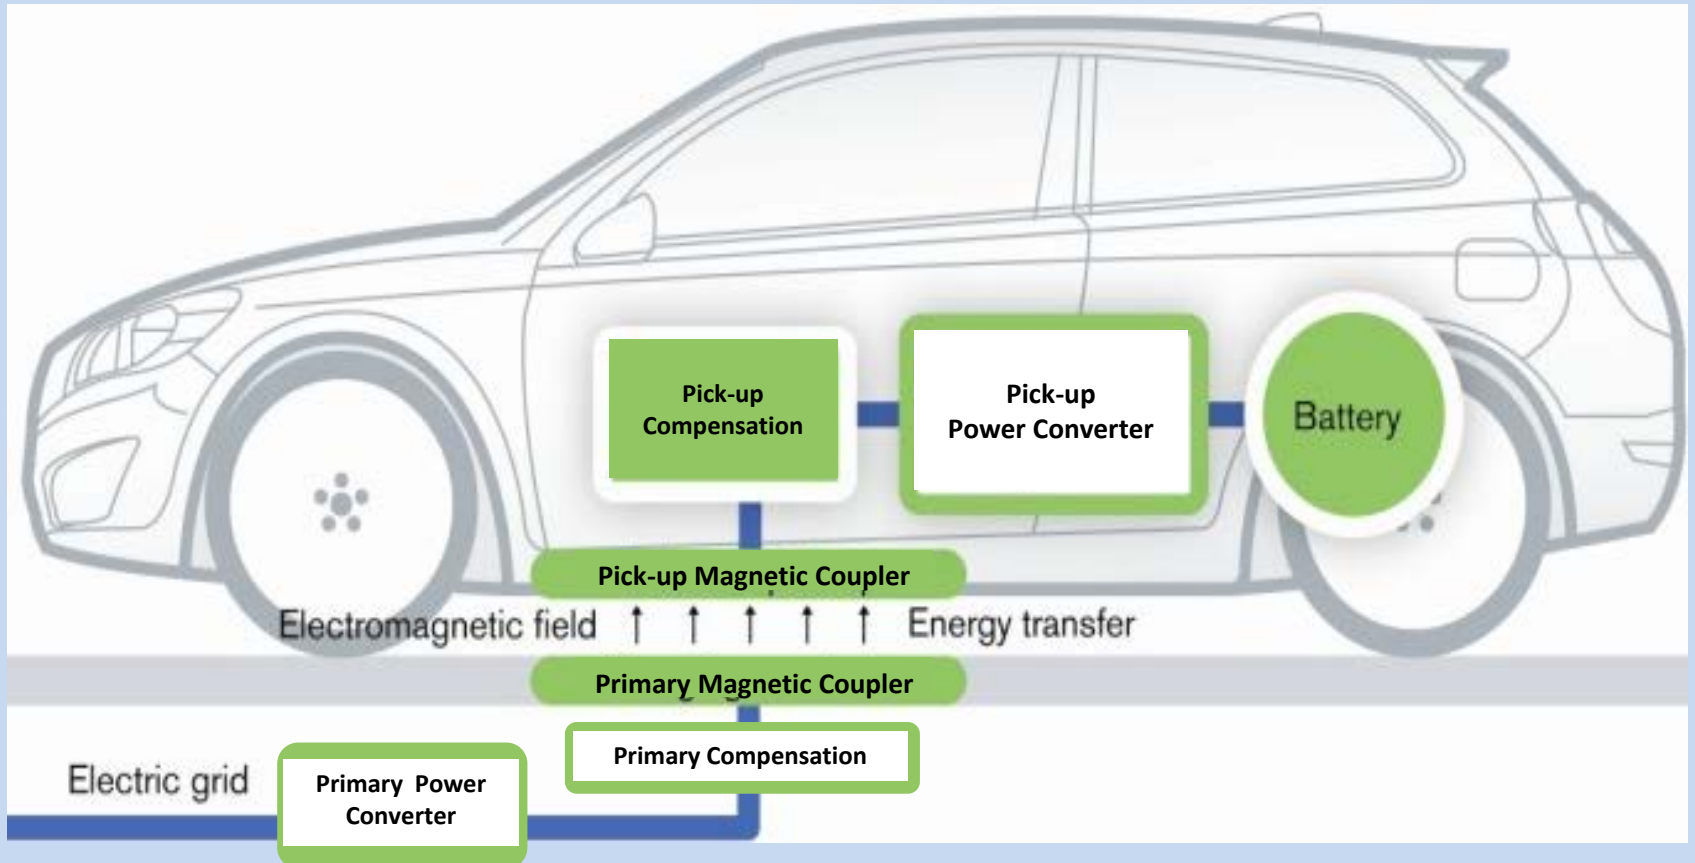 Pick-up
Compensation
Pick-up
Power Converter
Battery
Pick-up Magnetic Coupler
Electromagnetic field
Energy transfer
Primary Magnetic Coupler
Primary Compensation
Electric grid
Primary Power
Converter